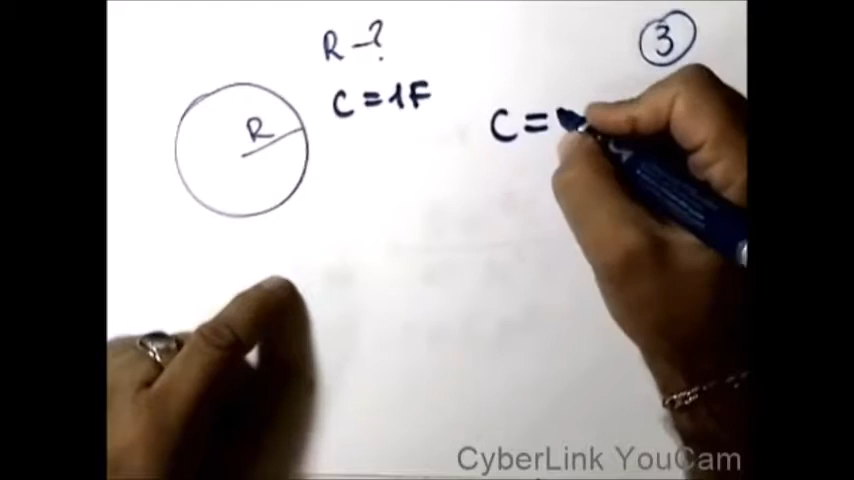 R - ?
3
C = 1F
C =
R
CyberLink YouCam